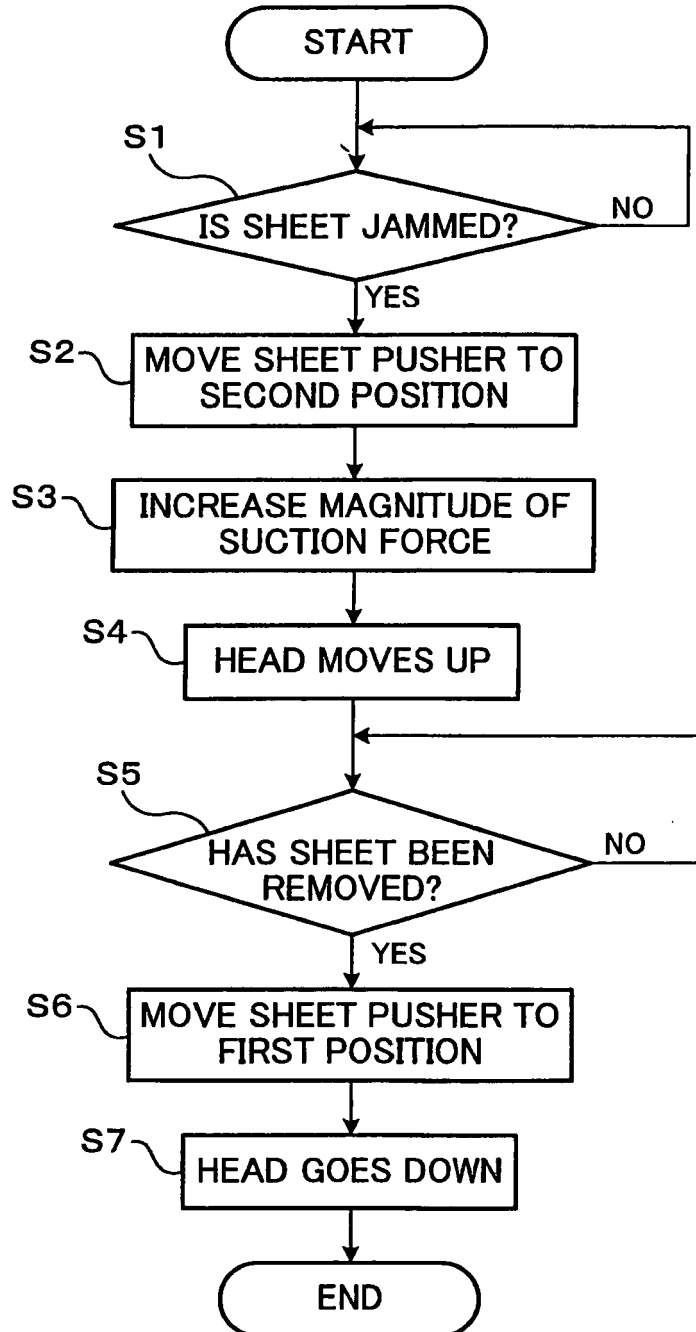 START
S1
IS SHEET JAMMED?
NO
YES
S2
MOVE SHEET PUSHER TO
SECOND POSITION
S3
INCREASE MAGNITUDE OF
SUCTION FORCE
S4
HEAD MOVES UP
S5
HAS SHEET BEEN
REMOVED?
NO
YES
S6
MOVE SHEET PUSHER TO
FIRST POSITION
S7
HEAD GOES DOWN
END